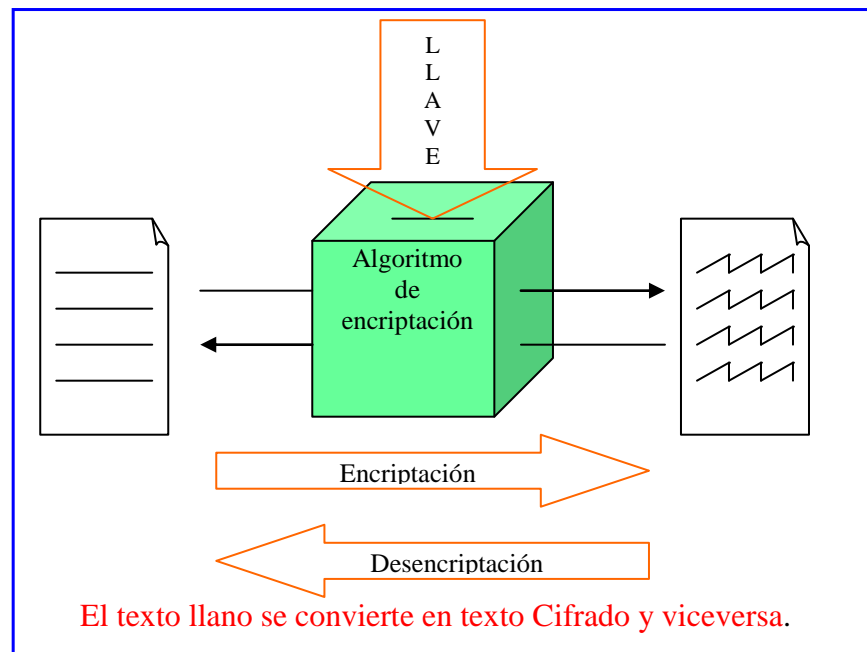 L
L
A
V
E
Algoritmo
de
encriptación
Encriptación
Desencriptación
El texto llano se convierte en texto Cifrado y viceversa.